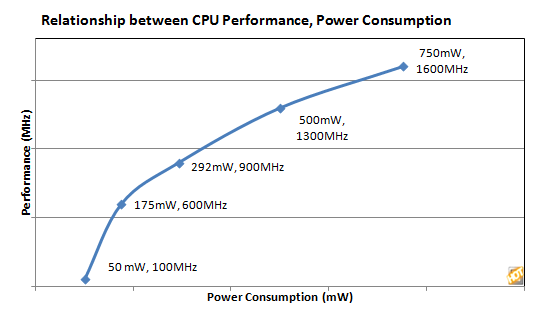 Relationship between CPU Performance, Power Consumption
750mW,
1600MHz
500mW,
1300MHz
292mW, 900MHz
175mW, 600MHz
50 mW, 100MHz
Performance (MHz)
Power Consumption (mW)